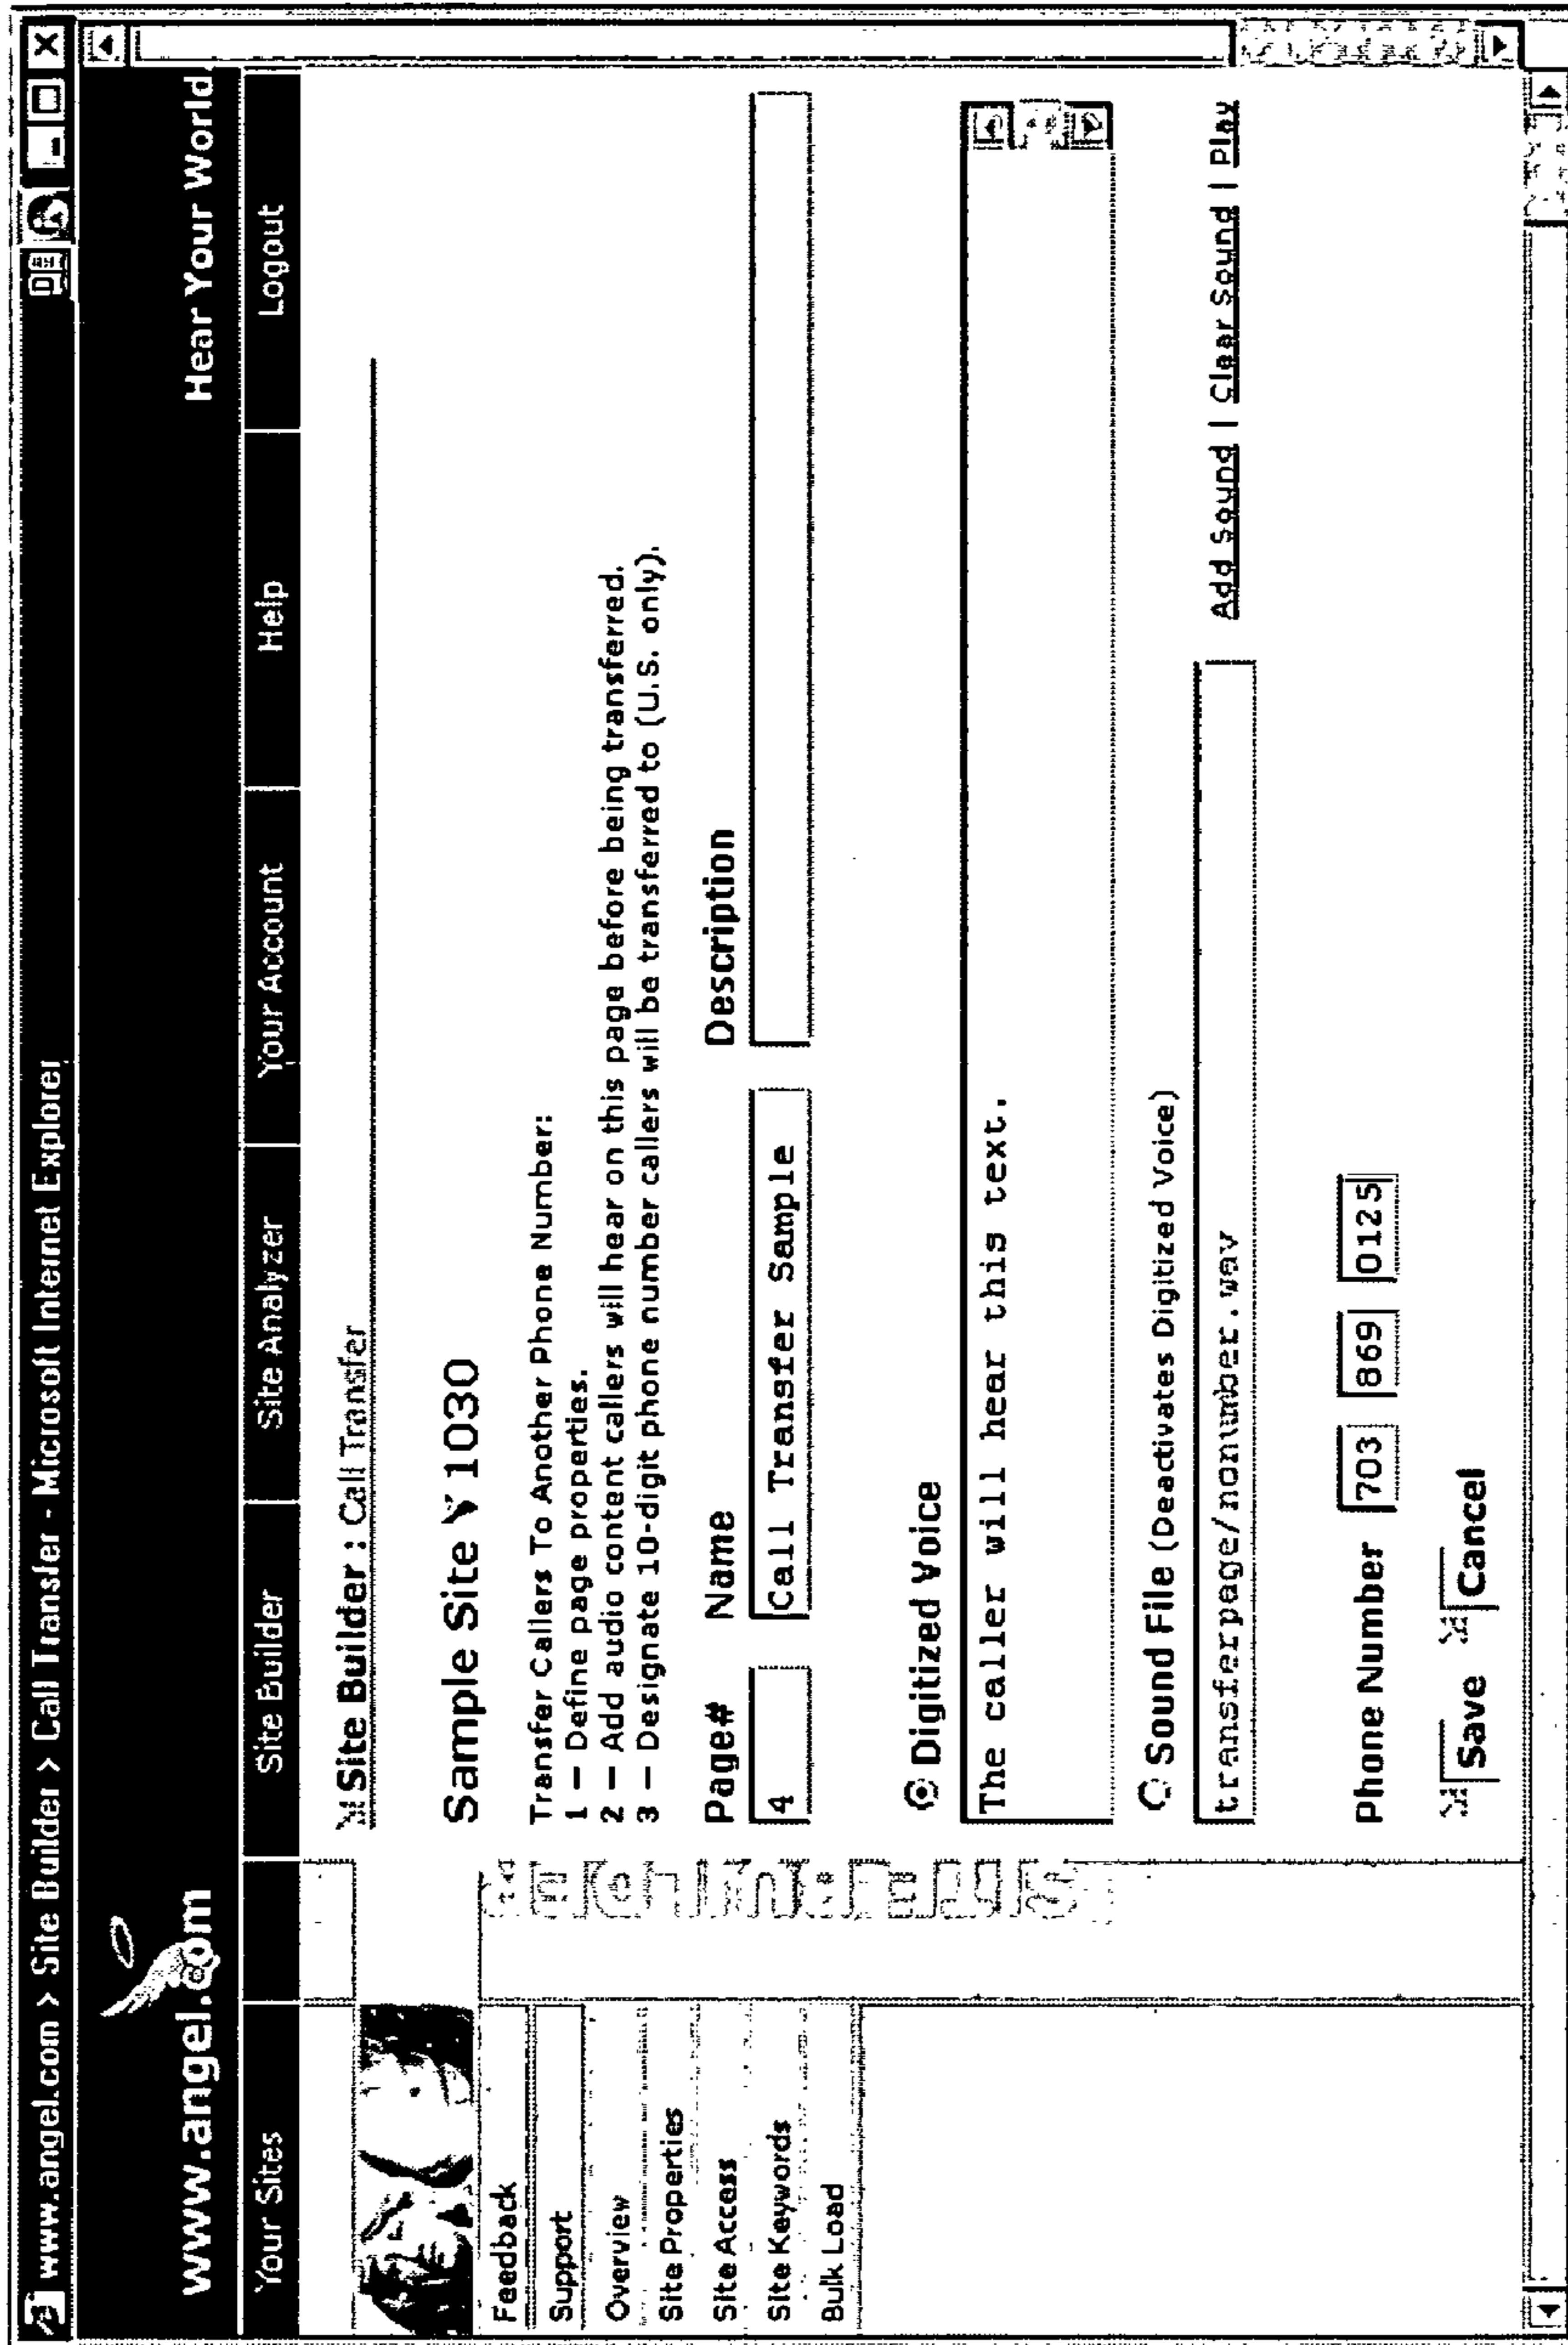 www.angel.com > Site Builder > Call Transfer - Microsoft Internet Explorer
www.angel.com
Hear Your World
Your Sites
Site Builder
Site Analyzer
Your Account
Help
Logout
Feedback
Support
Overview
Site Properties
Site Access
Site Keywords
Bulk Load
SITE BUILDER
Site Builder : Call Transfer
Sample Site 1030
Transfer Callers To Another Phone Number:
1 – Define page properties.
2 – Add audio content callers will hear on this page before being transferred.
3 – Designate 10-digit phone number callers will be transferred to (U.S. only).
Page# Name Description
4 Call Transfer Sample
Digitized Voice
The caller will hear this text.
Sound File (Deactivates Digitized Voice)
transferpage/nonumber.wav Add Sound | Clear Sound | Play
Phone Number 703 869 0125
Save Cancel